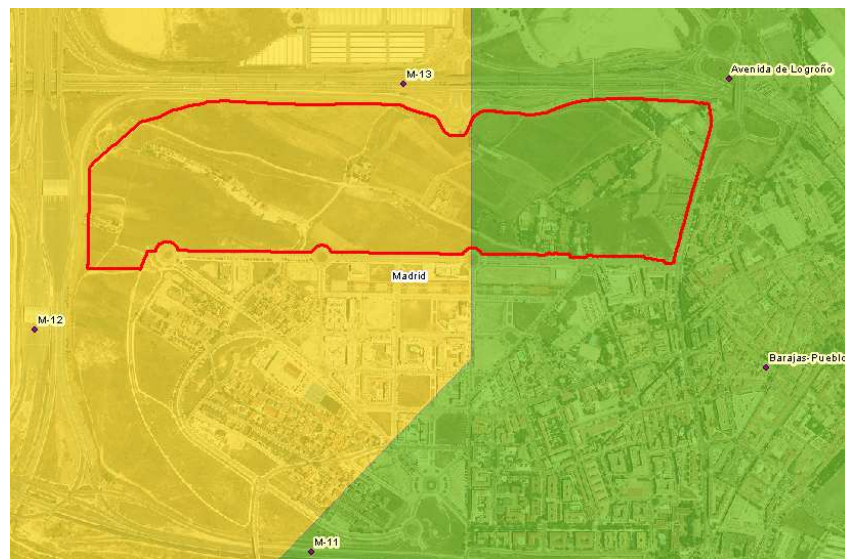 M-13
Avenida de Logroño
Madrid
M-12
Barajas-Pueblo
M-11